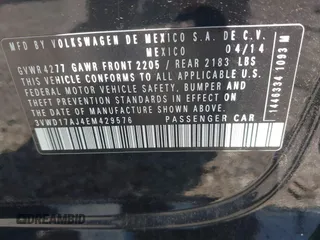 MFD BY VOLKSWAGEN DE MEXICO S.A. DE C.V.
MEXICO 04/14
GVWR 4277 GAWR FRONT 2205 / REAR 2183 LBS
THIS VEHICLE CONFORMS TO ALL APPLICABLE
FEDERAL MOTOR VEHICLE SAFETY, BUMPER,
AND THEFT PREVENTION STANDARDS IN EFFECT ON
THE DATE OF MANUFACTURE SHOWN ABOVE.
3VWD17AJ4EM429576 PASSENGER CAR
1446334 1093 M
DREAMBID